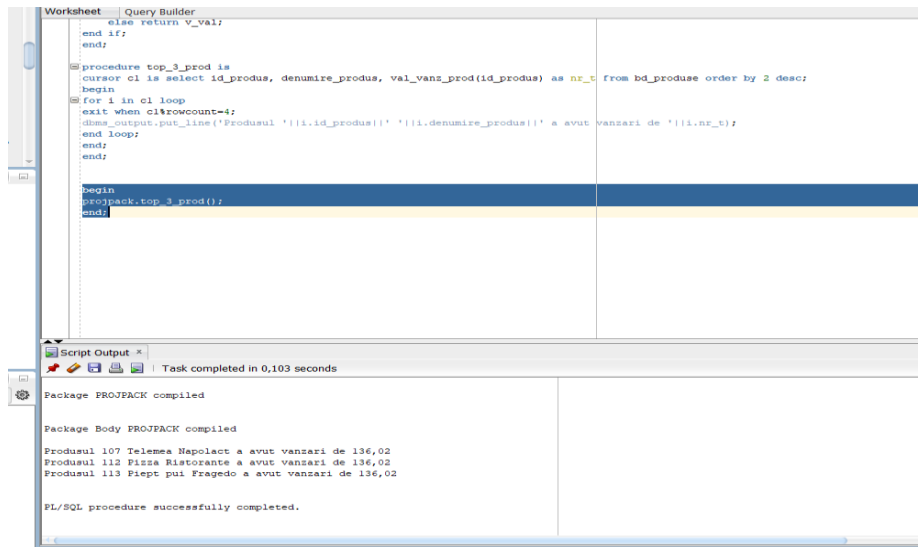 Worksheet Query Builder
else return v_val;
end if;
end;
procedure top_3_prod is
cursor c1 is select id_produs, denumire_produs, val_vanz_prod(id_produs) as nr_t from bd_produse order by 2 desc;
begin
for i in c1 loop
exit when c1%rowcount=4;
dbms_output.put_line('Produsul '||i.id_produs||' '||i.denumire_produs||' a avut vanzari de '||i.nr_t);
end loop;
end;
end;
begin
projpack.top_3_prod();
end;
Script Output ×
Task completed in 0,103 seconds
Package PROJPACK compiled
Package Body PROJPACK compiled
Produsul 107 Telemea Napolact a avut vanzari de 136,02
Produsul 112 Pizza Ristorante a avut vanzari de 136,02
Produsul 113 Piept pui Fragedo a avut vanzari de 136,02
PL/SQL procedure successfully completed.